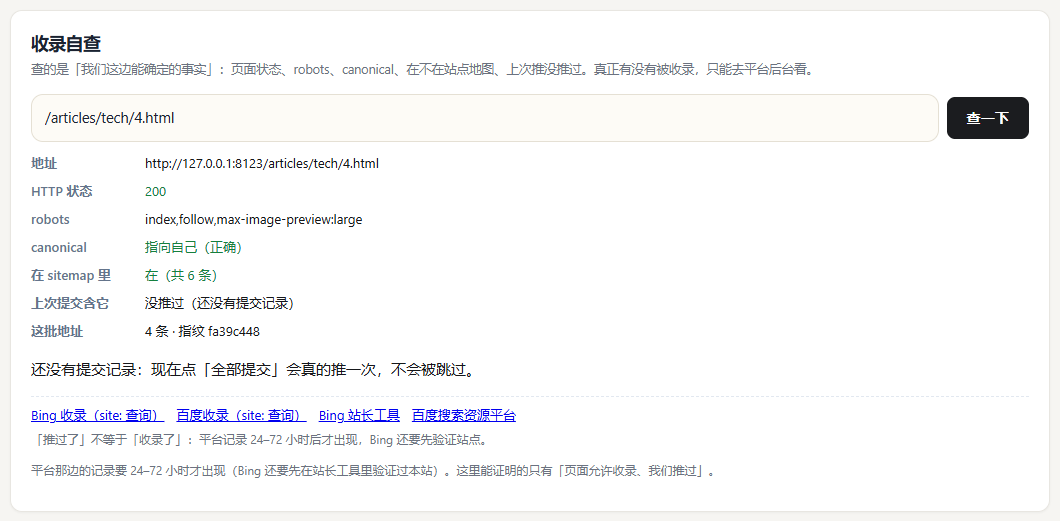 收录自查
查的是「我们这边能确定的事实」：页面状态、robots、canonical、在不在站点地图、上次推没推过。真正有没有被收录，只能去平台后台看。
/articles/tech/4.html 查一下
地址 http://127.0.0.1:8123/articles/tech/4.html
HTTP 状态 200
robots index,follow,max-image-preview:large
canonical 指向自己（正确）
在 sitemap 里 在（共 6 条）
上次提交含它 没推过（还没有提交记录）
这批地址 4 条 · 指纹 fa39c448
还没有提交记录：现在点「全部提交」会真的推一次，不会被跳过。
Bing 收录（site: 查询） 百度收录（site: 查询） Bing 站长工具 百度搜索资源平台
「推过了」不等于「收录了」：平台记录 24–72 小时后才出现，Bing 还要先验证站点。
平台那边的记录要 24–72 小时才出现（Bing 还要先在站长工具里验证过本站）。这里能证明的只有「页面允许收录、我们推过」。